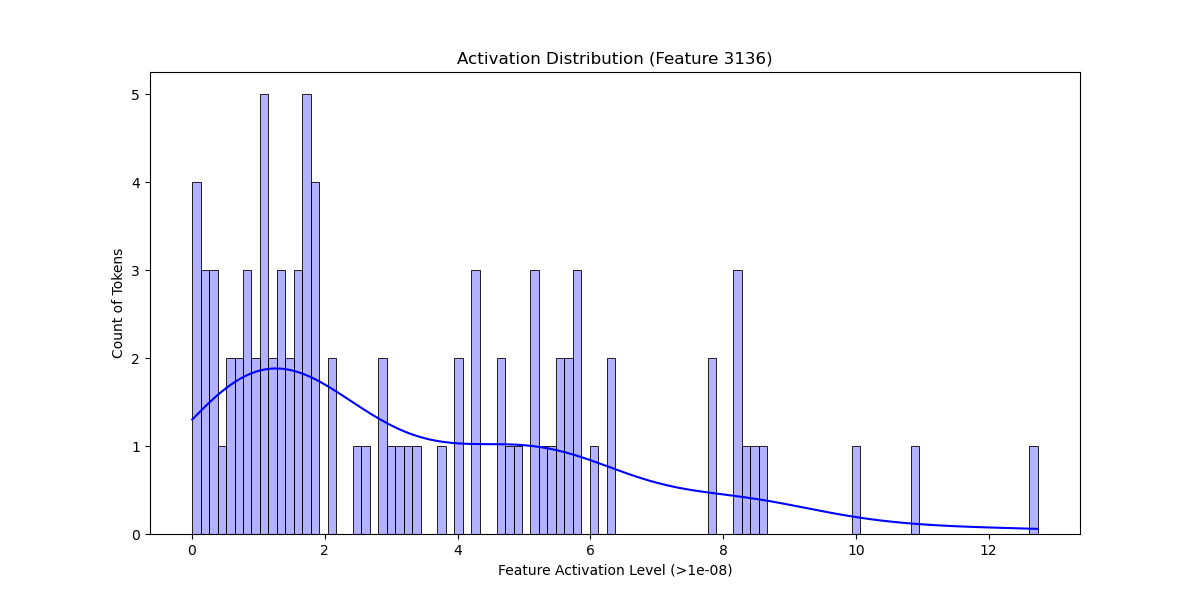 Activation Distribution (Feature 3136)
5
4
3
2
1
0
Count of Tokens
0 2 4 6 8 10 12
Feature Activation Level (>1e-08)